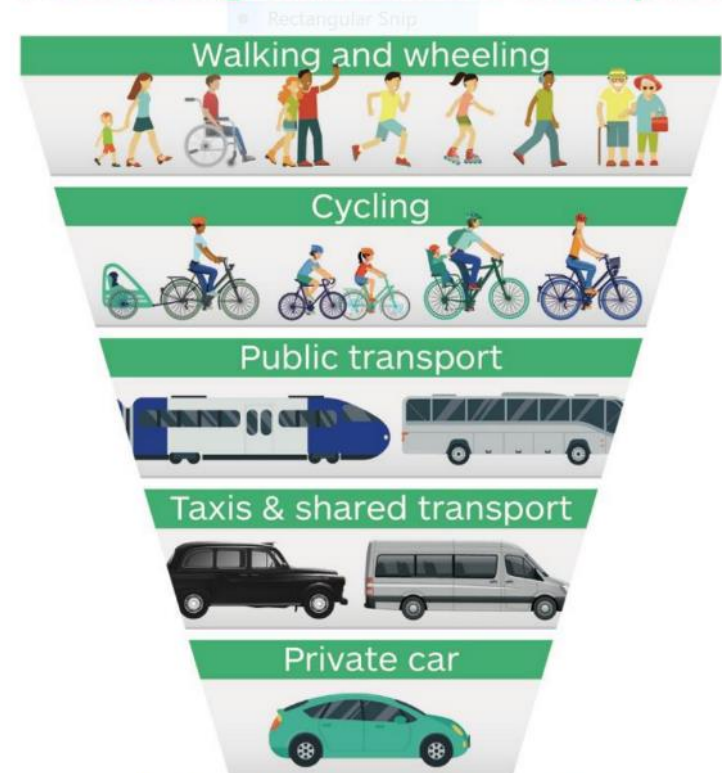 Rectangular Snip
Walking and wheeling
Cycling
Public transport
Taxis & shared transport
Private car